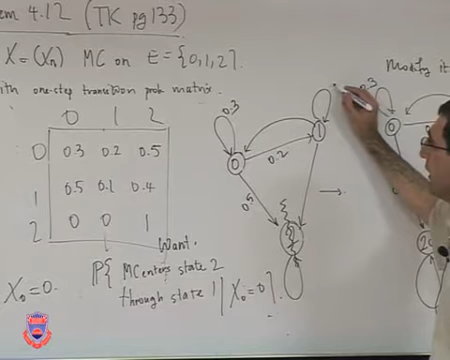 em 4.12 (TK pg 133)
X = (Xn) MC on E = {0,1,2}.
ith one-step transition prob matrix.
0 1 2
0 0.3 0.2 0.5
1 0.5 0.1 0.4
2 0 0 1
Want.
X₀=0. P{ MC enters state 2
through state 1 | X₀=0}.
0.3
0
1
0.2
0.5
→
Modify it
0.3
0